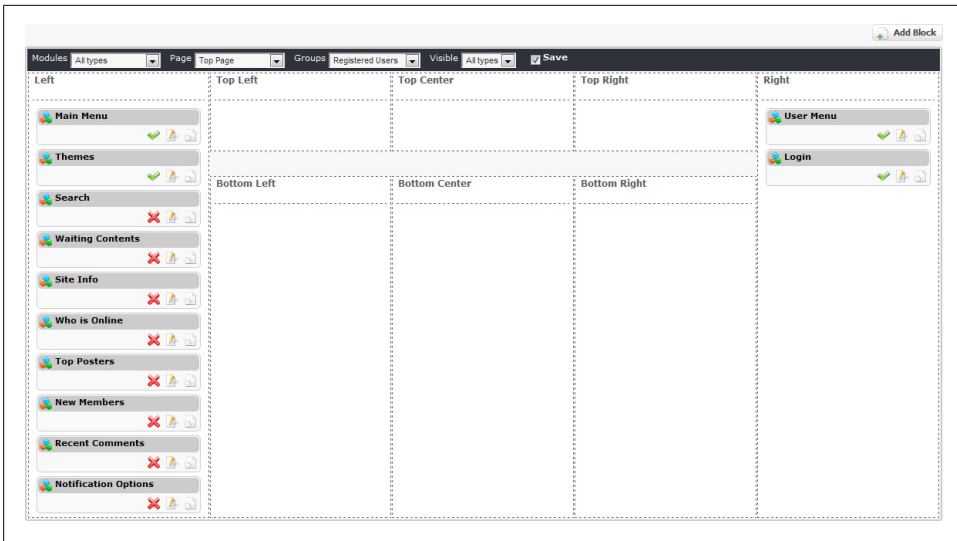 Add Block
Modules All types Page Top Page Groups Registered Users Visible All types Save
Left Top Left Top Center Top Right Right
Main Menu
User Menu
Themes
Login
Bottom Left Bottom Center Bottom Right
Search
Waiting Contents
Site Info
Who is Online
Top Posters
New Members
Recent Comments
Notification Options